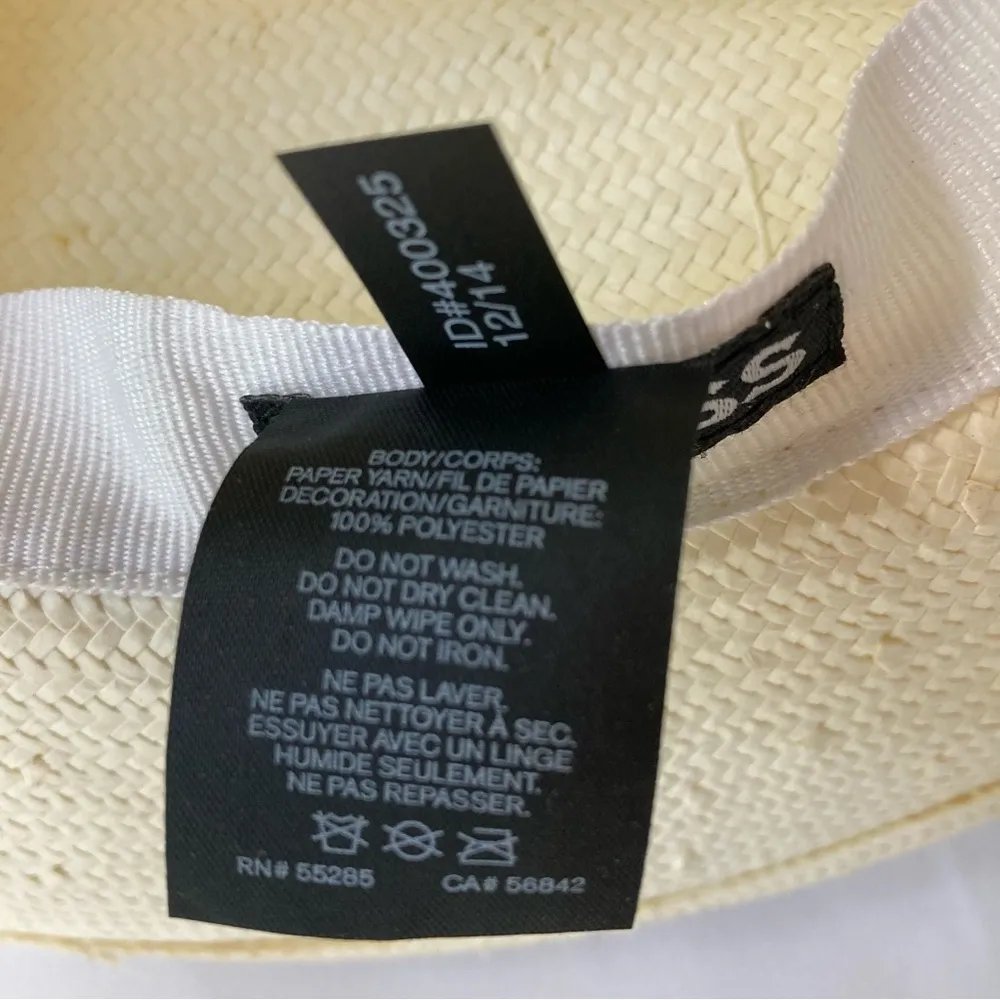 ID#400325
12/14
'S
BODY/CORPS:
PAPER YARN/FIL DE PAPIER
DECORATION/GARNITURE:
100% POLYESTER
DO NOT WASH.
DO NOT DRY CLEAN.
DAMP WIPE ONLY.
DO NOT IRON.
NE PAS LAVER.
NE PAS NETTOYER À SEC.
ESSUYER AVEC UN LINGE
HUMIDE SEULEMENT.
NE PAS REPASSER.
RN# 55285
CA# 56842